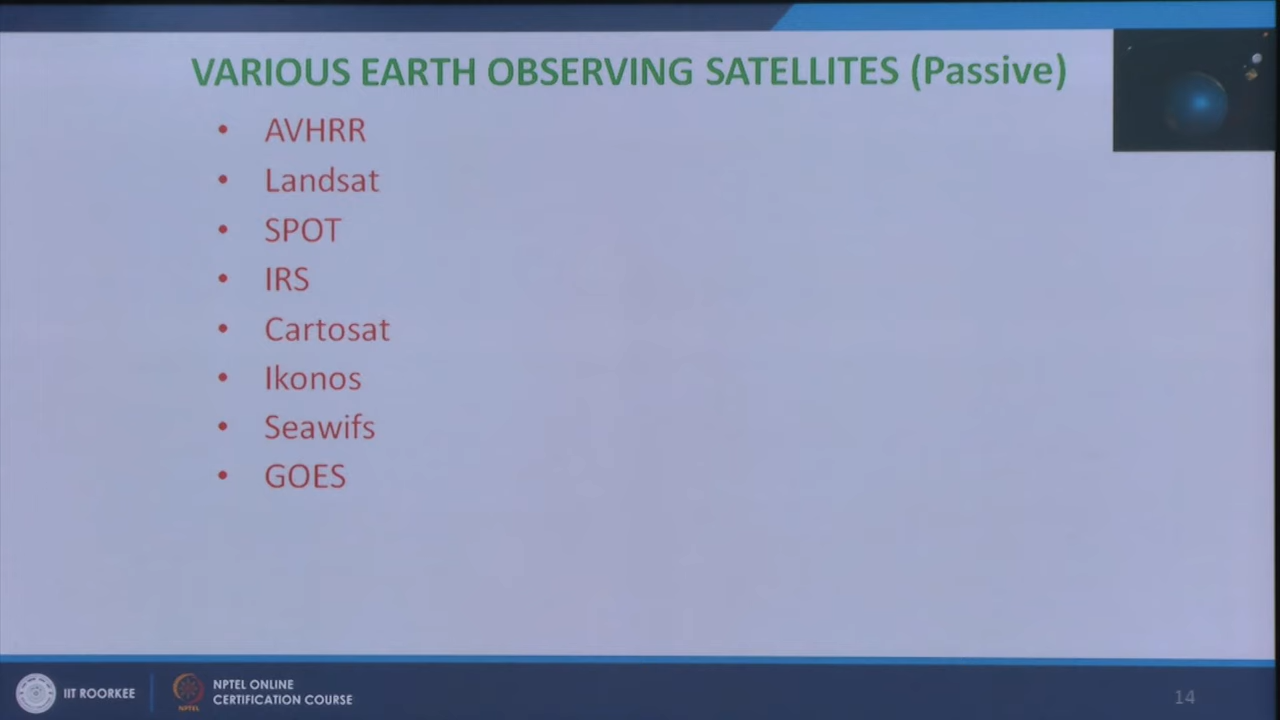 VARIOUS EARTH OBSERVING SATELLITES (Passive)
• AVHRR
• Landsat
• SPOT
• IRS
• Cartosat
• Ikonos
• Seawifs
• GOES
IIT ROORKEE
NPTEL
NPTEL ONLINE
CERTIFICATION COURSE
14